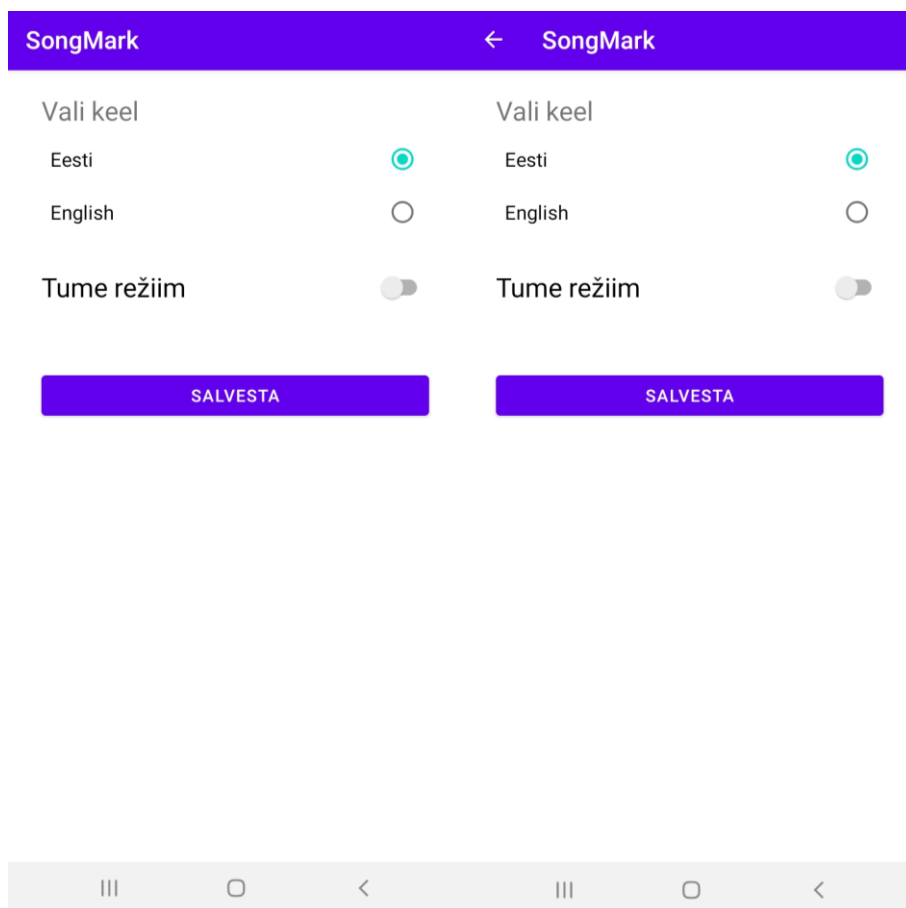 SongMark
Vali keel
Eesti
English
Tume režiim
SALVESTA
SongMark
Vali keel
Eesti
English
Tume režiim
SALVESTA